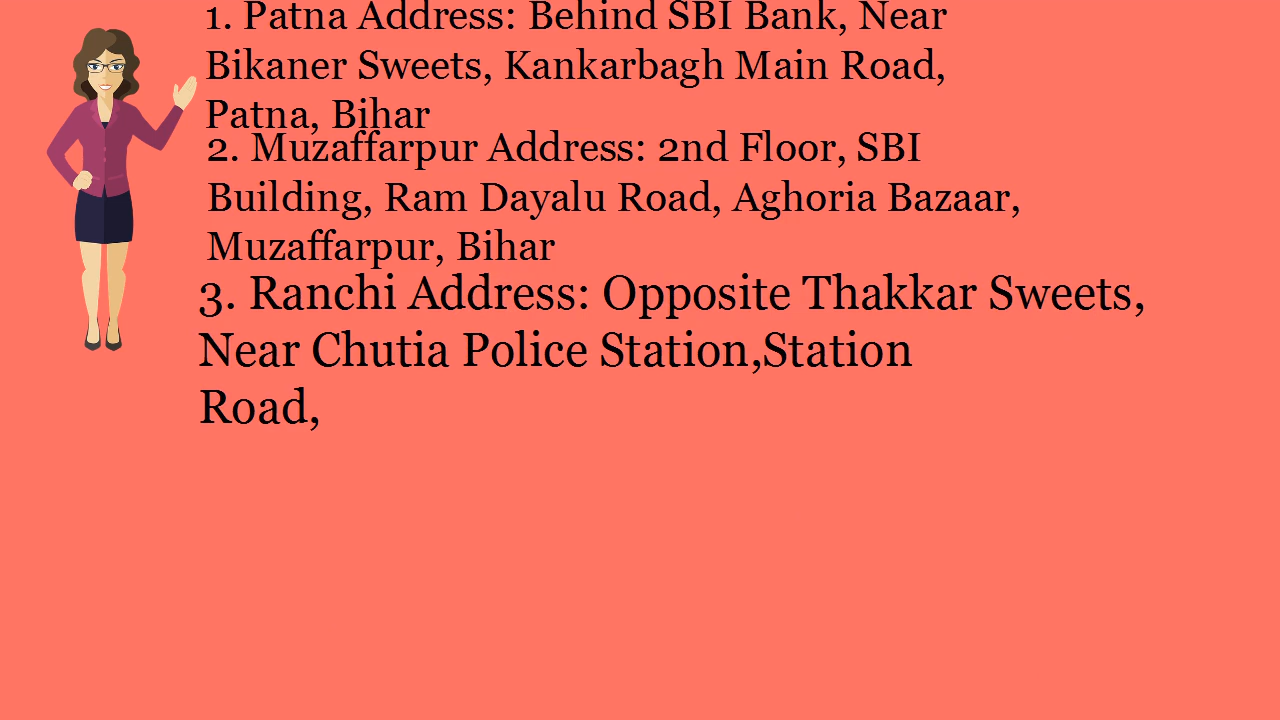 1. Patna Address: Behind SBI Bank, Near
Bikaner Sweets, Kankarbagh Main Road,
Patna, Bihar
2. Muzaffarpur Address: 2nd Floor, SBI
Building, Ram Dayalu Road, Aghoria Bazaar,
Muzaffarpur, Bihar
3. Ranchi Address: Opposite Thakkar Sweets,
Near Chutia Police Station,Station
Road,